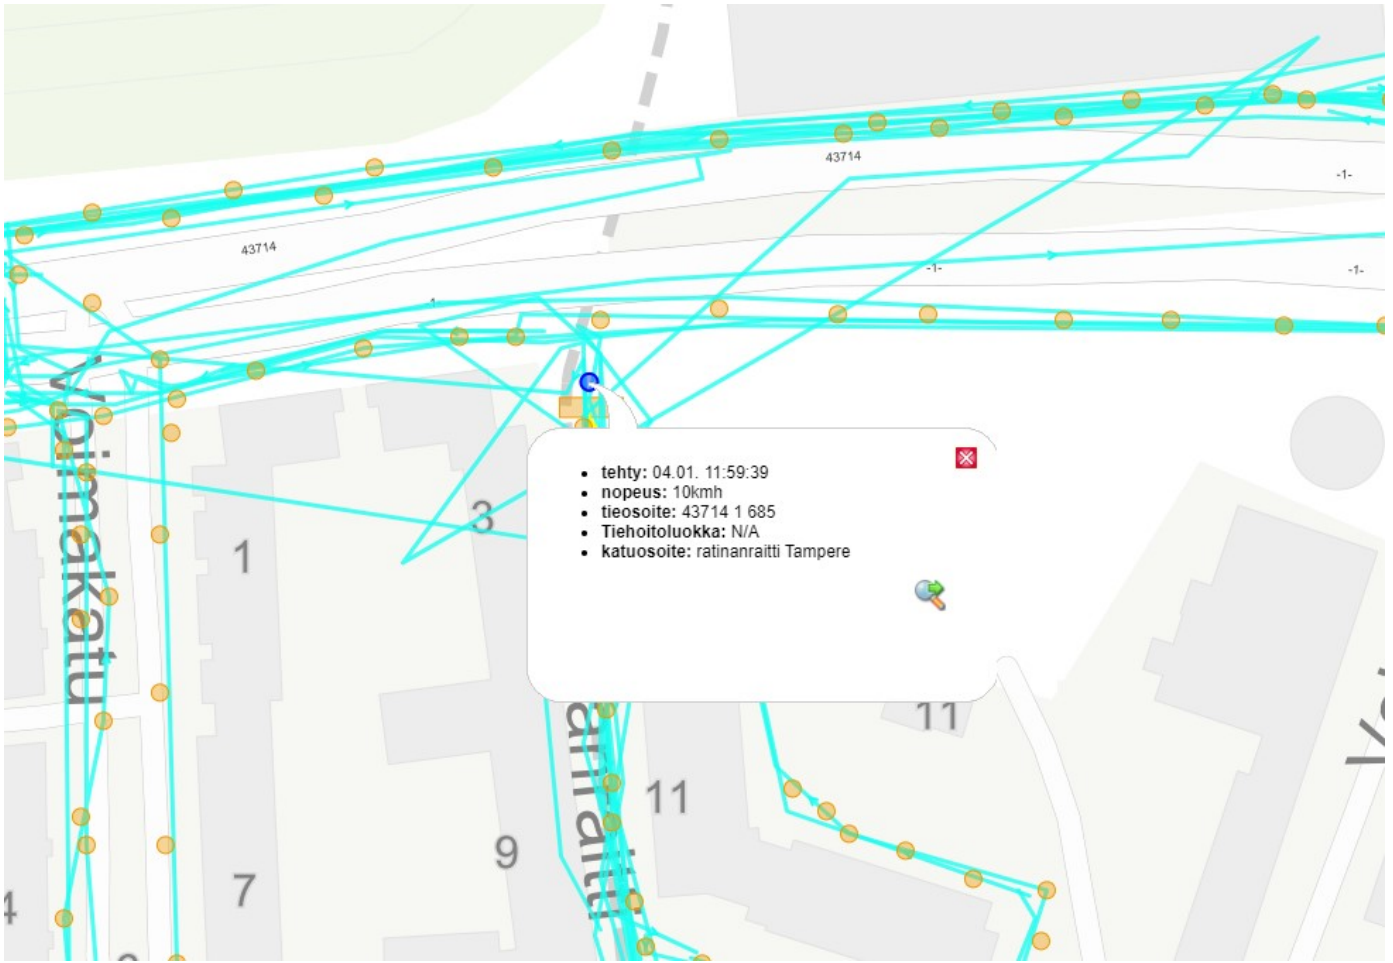 43714
-1-
43714
-1-
-1-
Voimakatu
tehty: 04.01. 11:59:39
nopeus: 10kmh
tieosoite: 43714 1 685
Tiehoitoluokka: N/A
katuosoite: ratinanraitti Tampere
3
1
11
11
9
7
4